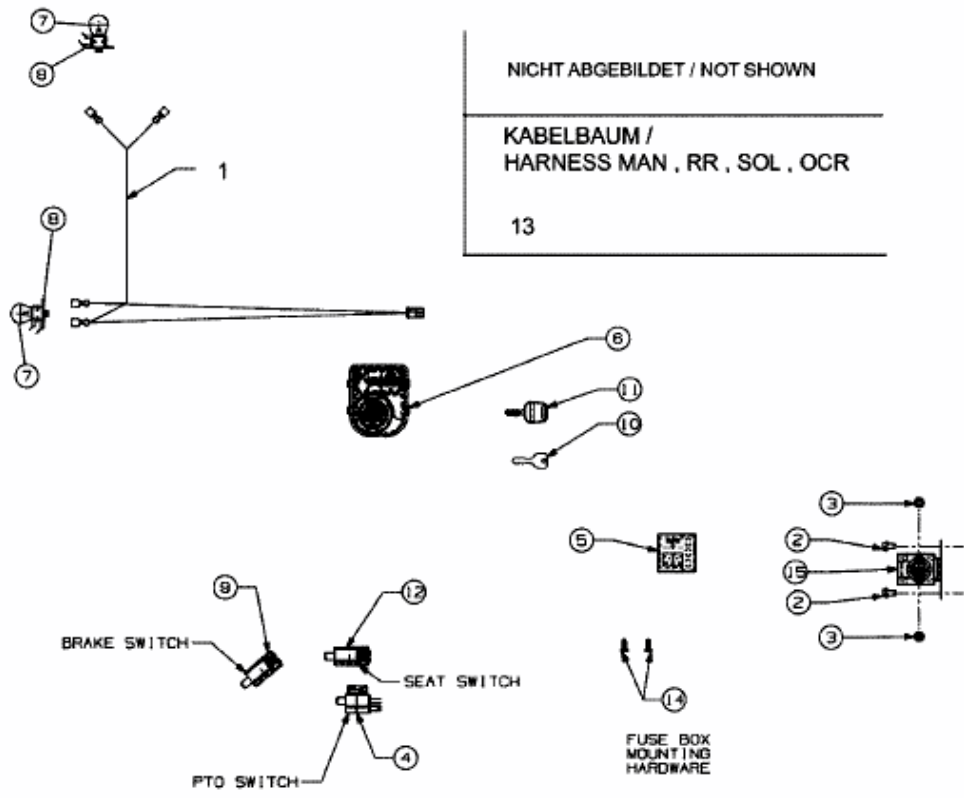 7
8
NICHT ABGEBILDET / NOT SHOWN
KABELBAUM /
HARNESS MAN , RR , SOL , OCR
13
1
8
7
6
11
10
3
5
2
15
2
3
9
12
BRAKE SWITCH
SEAT SWITCH
14
4
PTO SWITCH
FUSE BOX
MOUNTING
HARDWARE